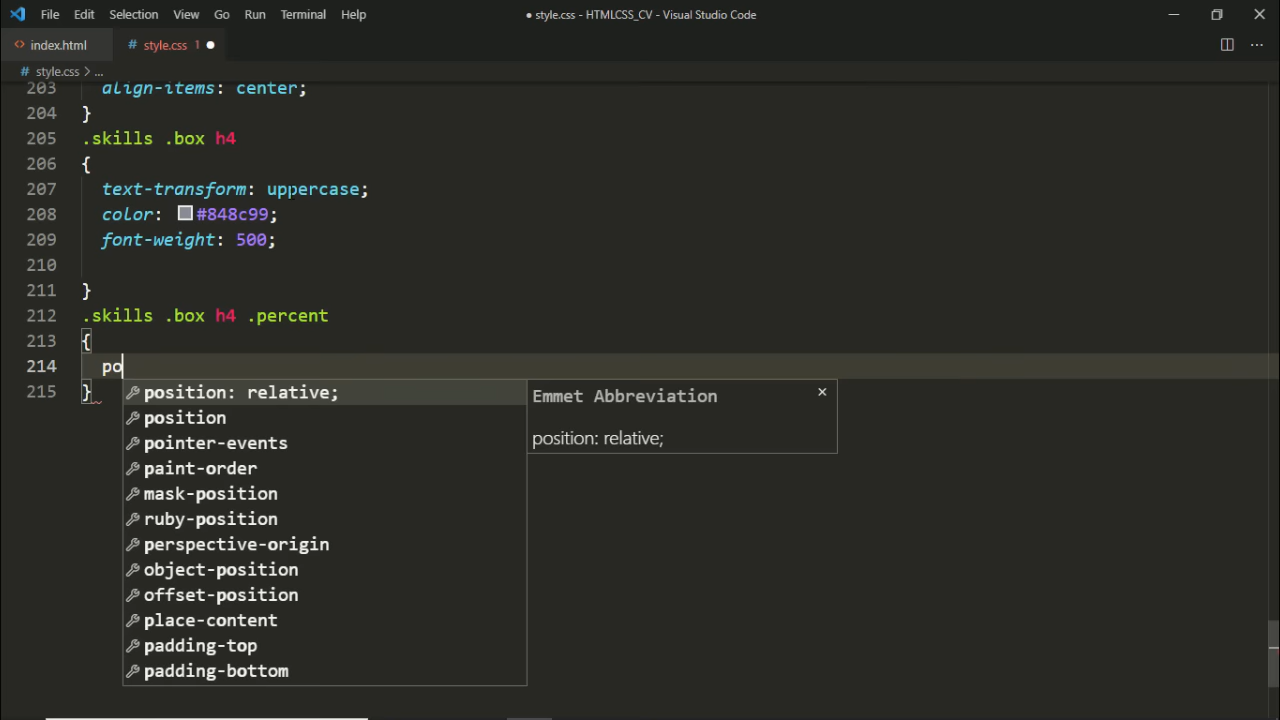 File Edit Selection View Go Run Terminal Help
● style.css - HTMLCSS_CV - Visual Studio Code
<> index.html
# style.css 1 ●
# style.css > ...
203 align-items: center;
204 }
205 .skills .box h4
206 {
207 text-transform: uppercase;
208 color: #848c99;
209 font-weight: 500;
210
211 }
212 .skills .box h4 .percent
213 {
214 po
215 }
position: relative;
position
pointer-events
paint-order
mask-position
ruby-position
perspective-origin
object-position
offset-position
place-content
padding-top
padding-bottom
Emmet Abbreviation
position: relative;